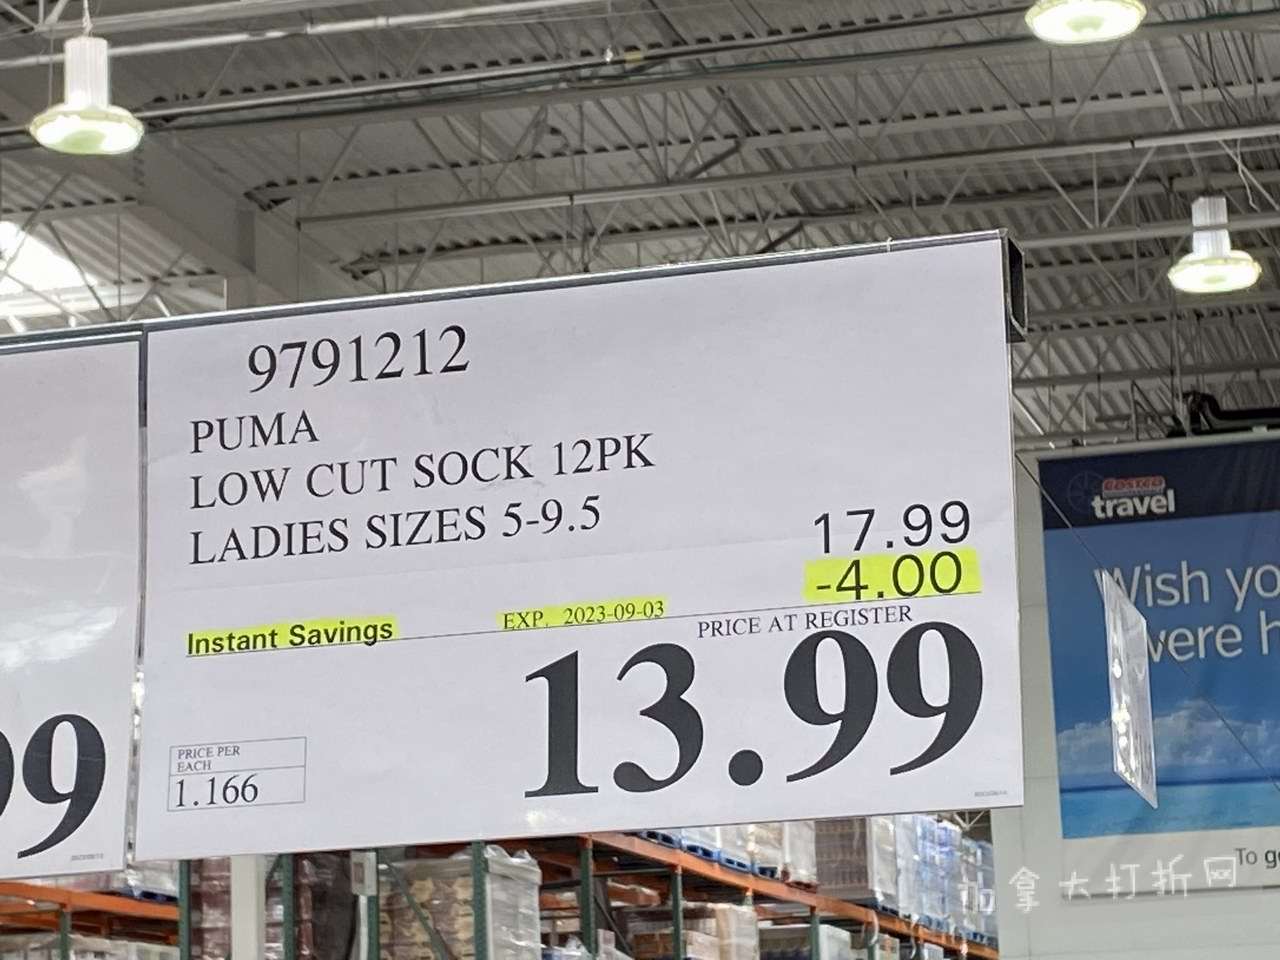 9791212
PUMA
LOW CUT SOCK 12PK
LADIES SIZES 5-9.5
17.99
-4.00
Instant Savings
EXP. 2023-09-03
PRICE AT REGISTER
13.99
PRICE PER
EACH
1.166
99
COSTCO
travel
Wish yo
were h
To go
加拿大打折网